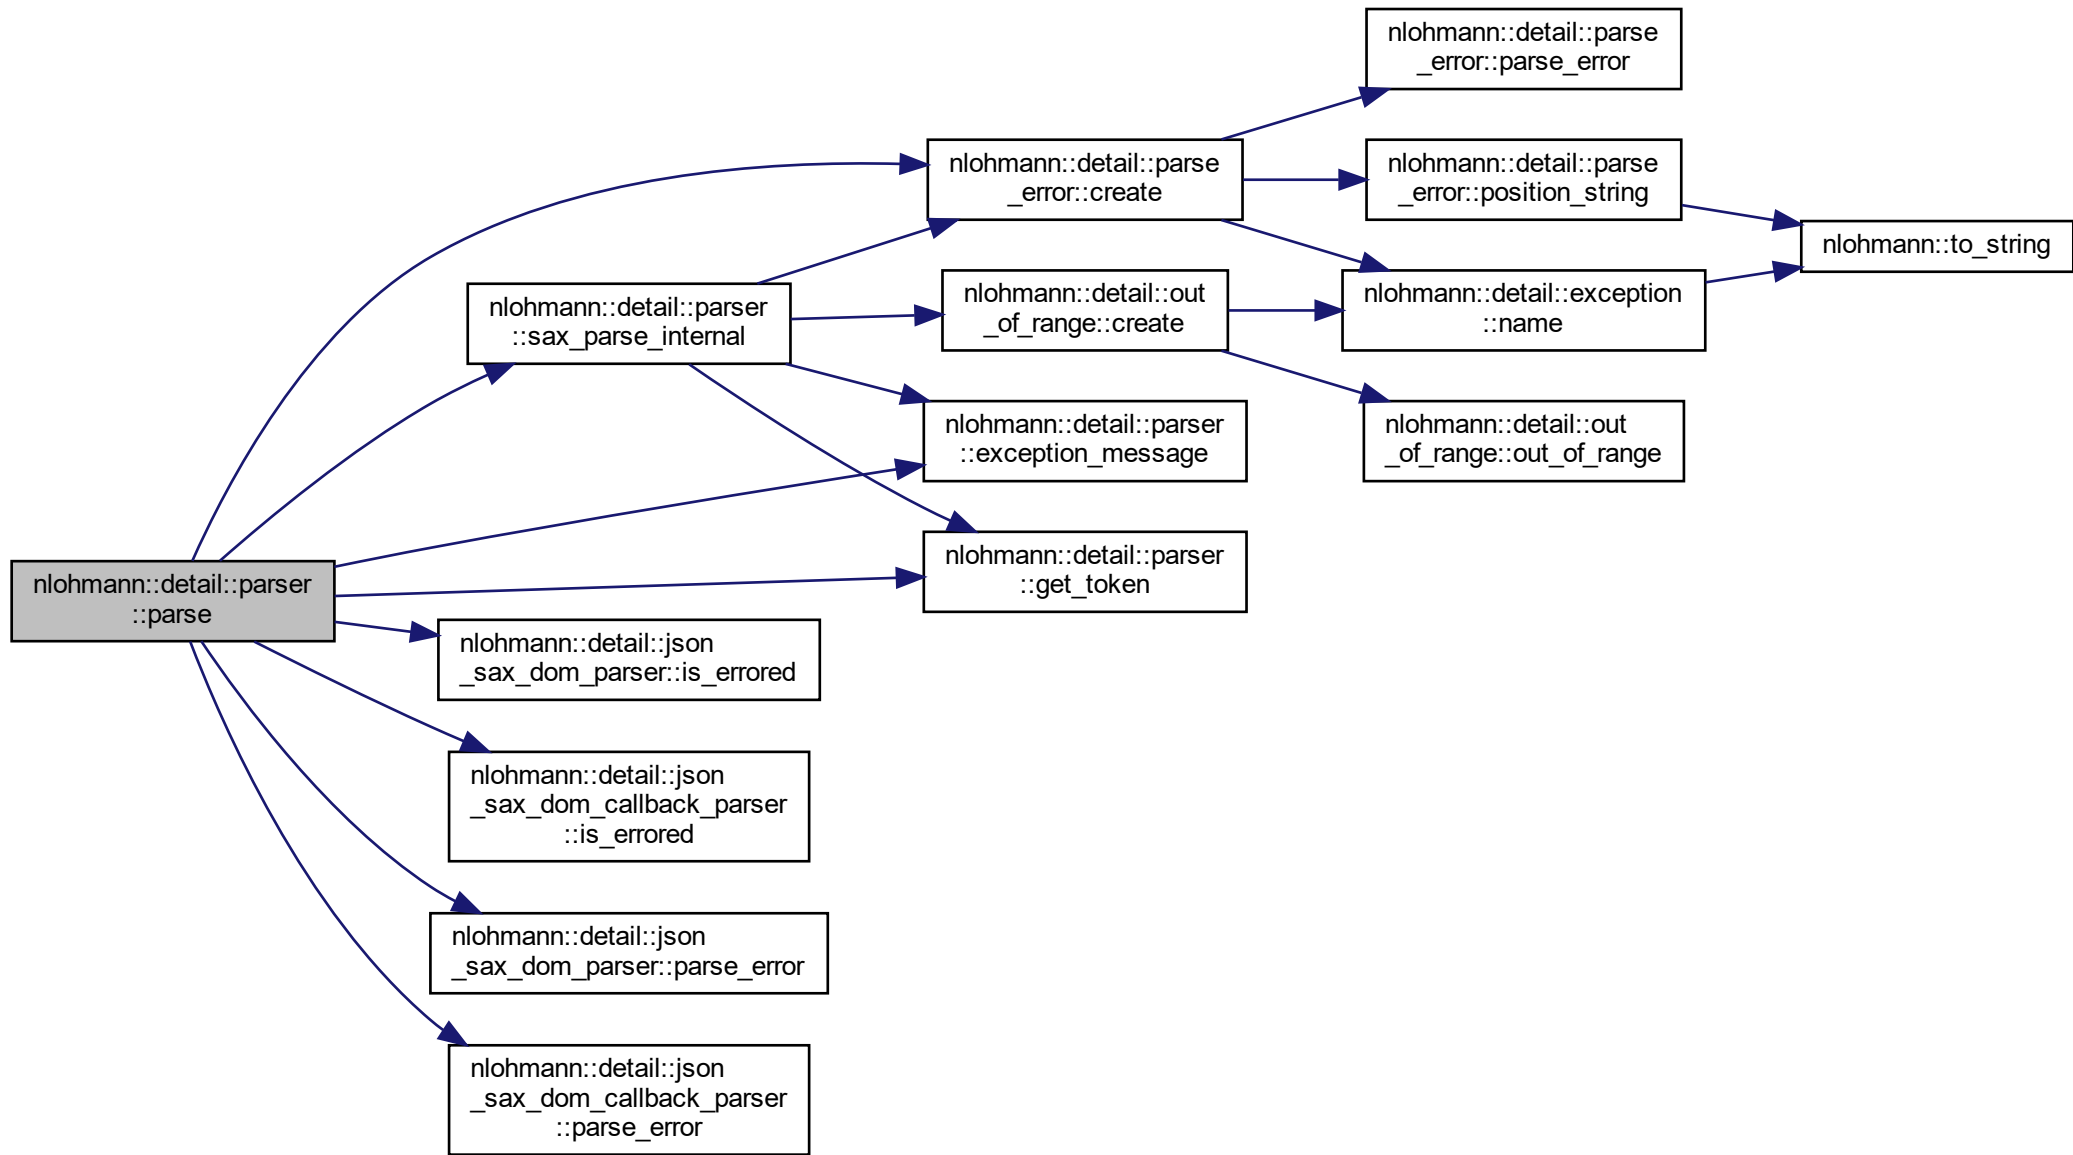 nlohmann::detail::parse
_error::parse_error
nlohmann::detail::parse
_error::create
nlohmann::detail::parse
_error::position_string
nlohmann::to_string
nlohmann::detail::parser
::sax_parse_internal
nlohmann::detail::out
_of_range::create
nlohmann::detail::exception
::name
nlohmann::detail::parser
::exception_message
nlohmann::detail::out
_of_range::out_of_range
nlohmann::detail::parser
::parse
nlohmann::detail::parser
::get_token
nlohmann::detail::json
_sax_dom_parser::is_errored
nlohmann::detail::json
_sax_dom_callback_parser
::is_errored
nlohmann::detail::json
_sax_dom_parser::parse_error
nlohmann::detail::json
_sax_dom_callback_parser
::parse_error